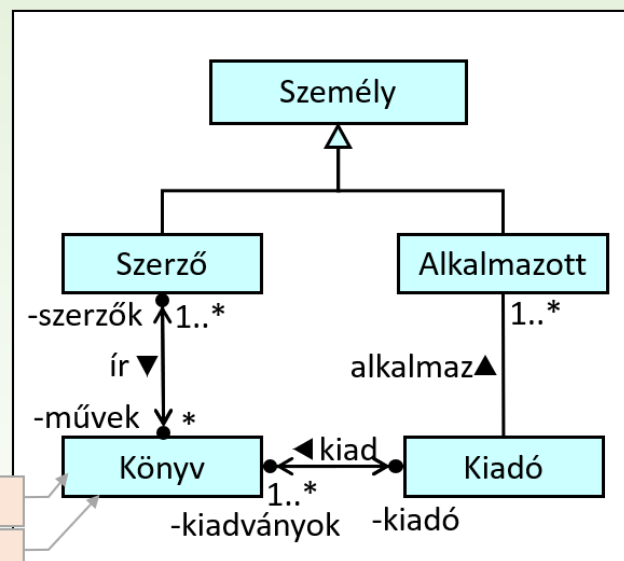 Személy
Szerző
Alkalmazott
-szerzők 1..*
1..*
ír ▼
alkalmaz▲
-művek *
Könyv
◄kiad
Kiadó
1..*
-kiadványok
-kiadó